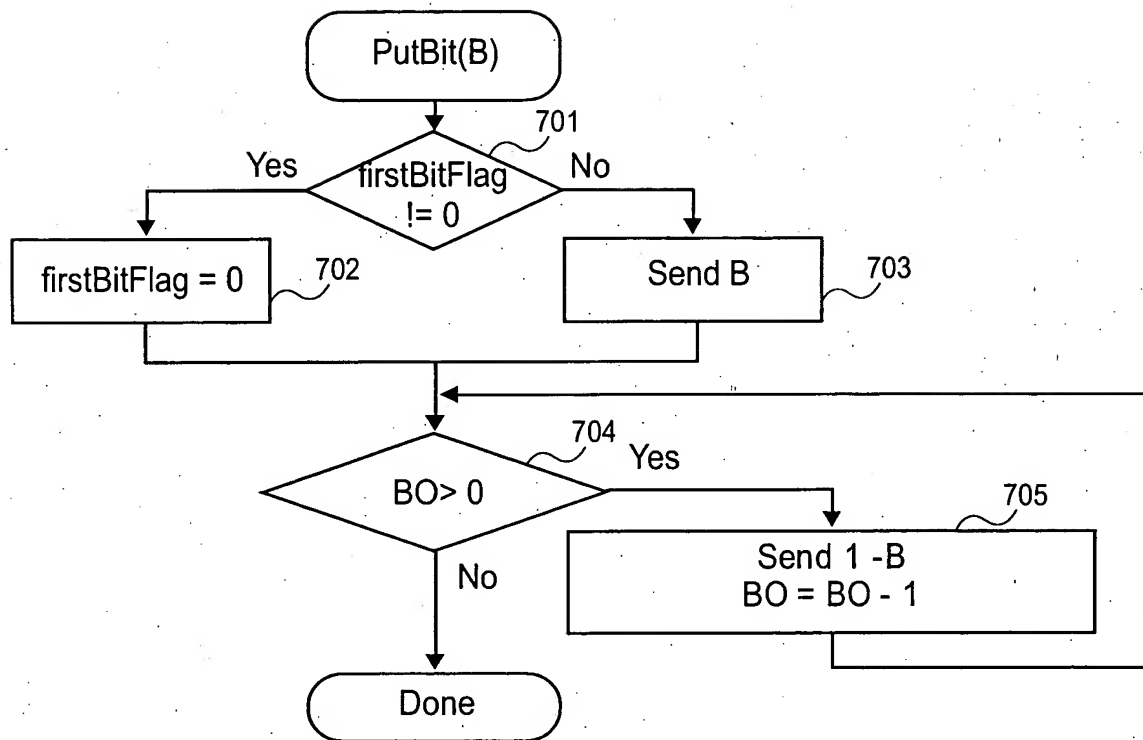 PutBit(B)
701
Yes
No
firstBitFlag
!= 0
firstBitFlag = 0
702
Send B
703
704
Yes
BO> 0
705
Send 1 -B
BO = BO - 1
No
Done